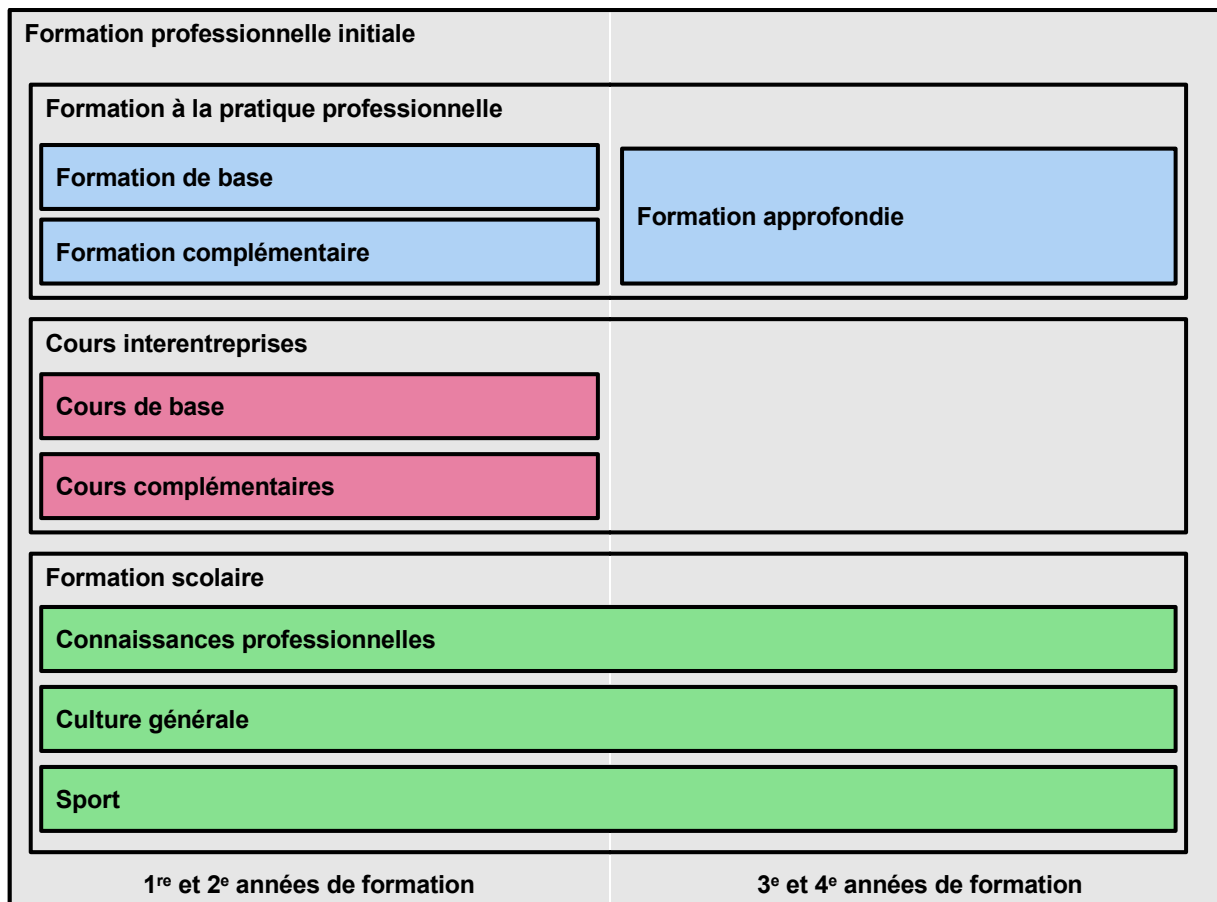 Formation professionnelle initiale
Formation à la pratique professionnelle
Formation de base
Formation complémentaire
Formation approfondie
Cours interentreprises
Cours de base
Cours complémentaires
Formation scolaire
Connaissances professionnelles
Culture générale
Sport
1re et 2e années de formation
3e et 4e années de formation